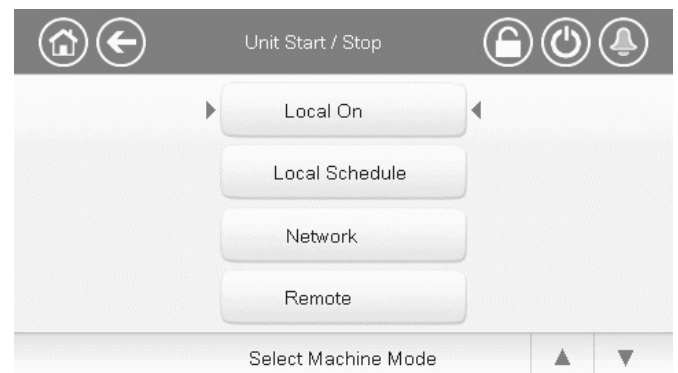 Unit Start / Stop
Local On
Local Schedule
Network
Remote
Select Machine Mode